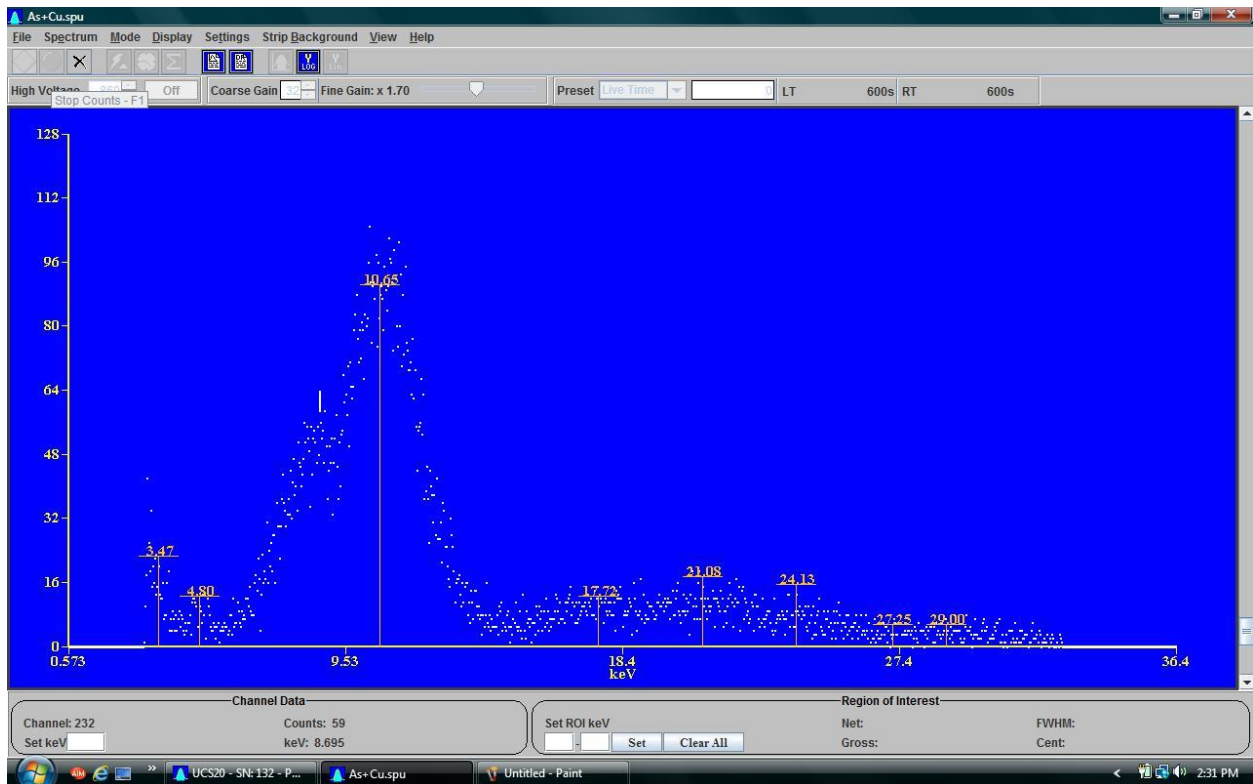 As+Cu.spu
File Spectrum Mode Display Settings Strip Background View Help
Y LOG
High Voltage Off Coarse Gain 32 Fine Gain: x 1.70 Preset Live Time 0 LT 600s RT 600s
Stop Counts - F1
128
112
96
80
64
48
32
16
0
10.65
3.47
4.80
17.72
21.08
24.13
27.25
29.00
0.573 9.53 18.4 27.4 36.4
keV
Channel Data
Channel: 232 Counts: 59
Set keV keV: 8.695
Region of Interest
Set ROI keV Net: FWHM:
- Set Clear All Gross: Cent:
AIM » UCS20 - SN: 132 - P... As+Cu.spu Untitled - Paint < 2:31 PM